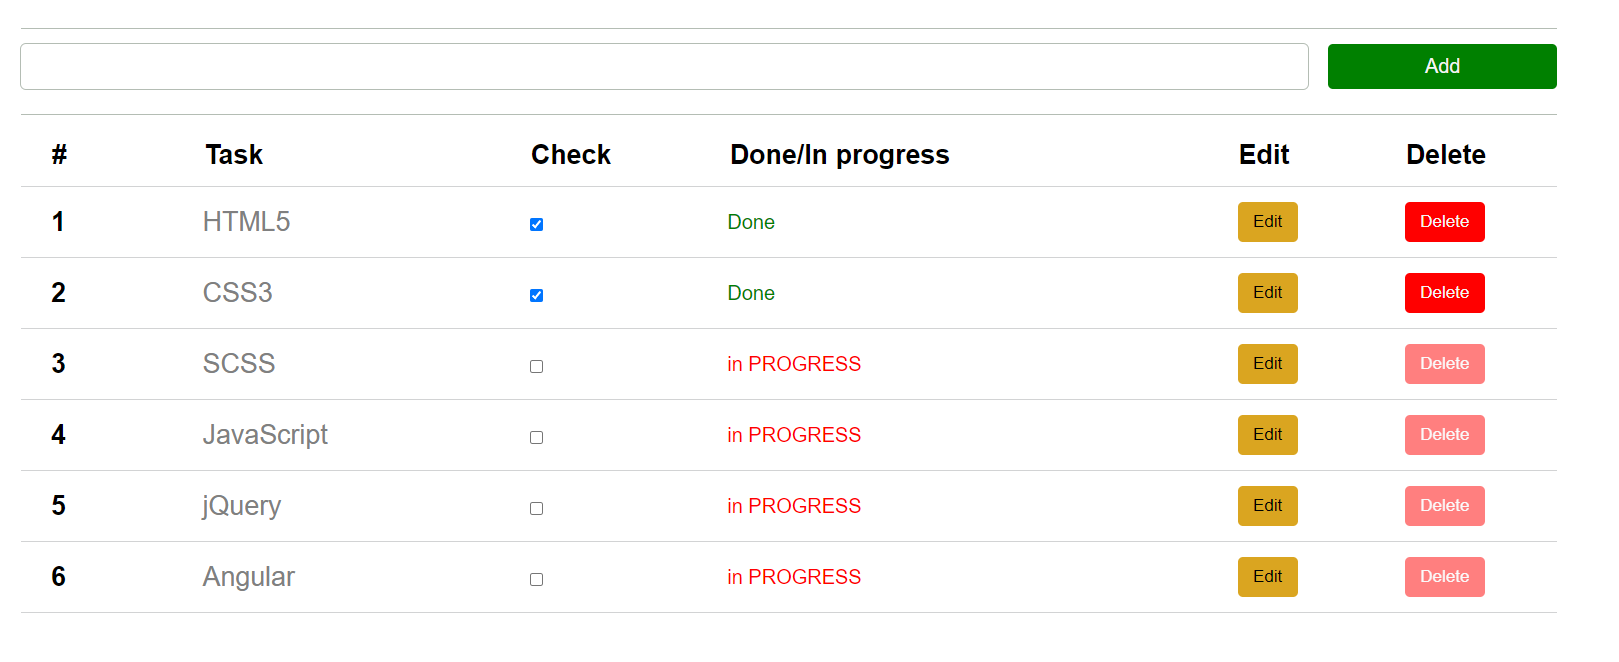 Add
# Task Check Done/In progress Edit Delete
1 HTML5 Done Edit Delete
2 CSS3 Done Edit Delete
3 SCSS in PROGRESS Edit Delete
4 JavaScript in PROGRESS Edit Delete
5 jQuery in PROGRESS Edit Delete
6 Angular in PROGRESS Edit Delete